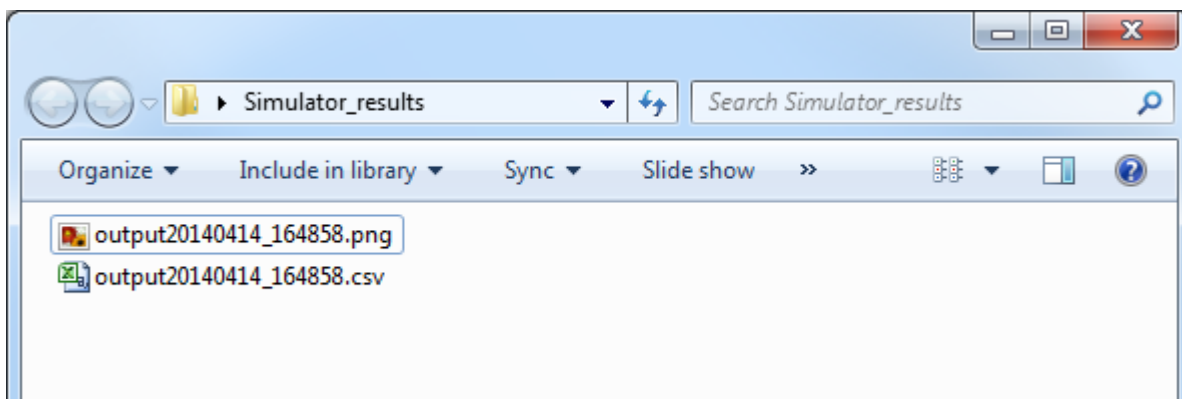 Simulator_results
Search Simulator_results
Organize Include in library Sync Slide show »
output20140414_164858.png
output20140414_164858.csv